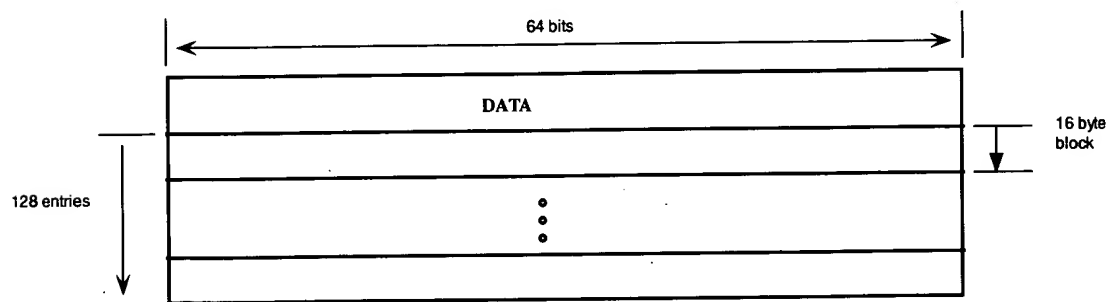 64 bits
DATA
16 byte
block
128 entries